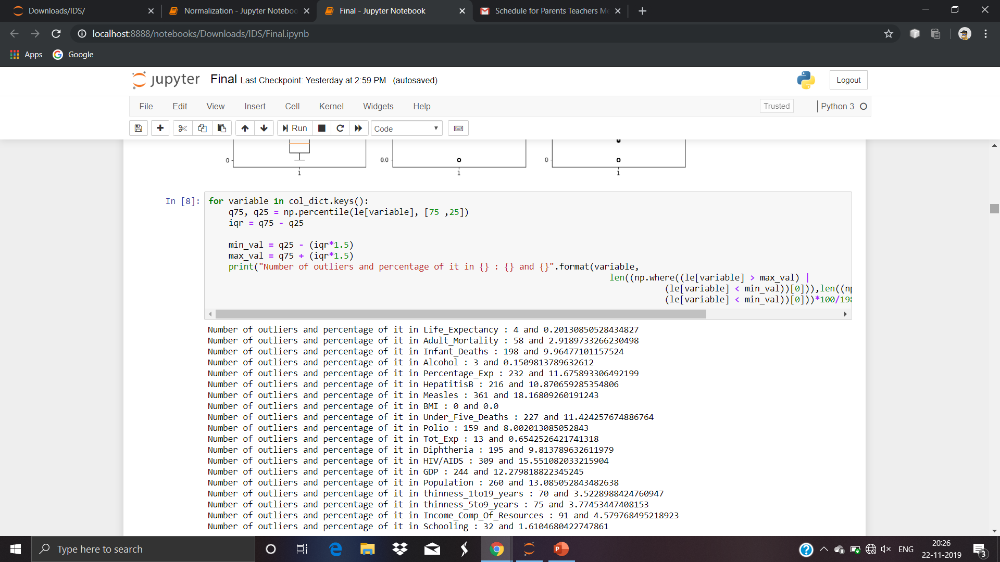 Downloads/IDS/
Normalization - Jupyter Noteboo
Final - Jupyter Notebook
Schedule for Parents Teachers Me
localhost:8888/notebooks/Downloads/IDS/Final.ipynb
Apps
Google
jupyter
Final Last Checkpoint: Yesterday at 2:59 PM (autosaved)
Logout
File Edit View Insert Cell Kernel Widgets Help
Trusted
Python 3
Run
Code
0
0.0
0
1
1
1
In [8]:
for variable in col_dict.keys():
    q75, q25 = np.percentile(le[variable], [75 ,25])
    iqr = q75 - q25
    min_val = q25 - (iqr*1.5)
    max_val = q75 + (iqr*1.5)
    print("Number of outliers and percentage of it in {} : {} and {}".format(variable,
len((np.where((le[variable] > max_val) |
(le[variable] < min_val))[0])),len((np
(le[variable] < min_val))[0]))*100/198
Number of outliers and percentage of it in Life_Expectancy : 4 and 0.20130850528434827
Number of outliers and percentage of it in Adult_Mortality : 58 and 2.9189733266230498
Number of outliers and percentage of it in Infant_Deaths : 198 and 9.96477101157524
Number of outliers and percentage of it in Alcohol : 3 and 0.1509813789632612
Number of outliers and percentage of it in Percentage_Exp : 232 and 11.675893306492199
Number of outliers and percentage of it in HepatitisB : 216 and 10.870659285354806
Number of outliers and percentage of it in Measles : 361 and 18.16809260191243
Number of outliers and percentage of it in BMI : 0 and 0.0
Number of outliers and percentage of it in Under_Five_Deaths : 227 and 11.424257674886764
Number of outliers and percentage of it in Polio : 159 and 8.002013085052843
Number of outliers and percentage of it in Tot_Exp : 13 and 0.6542526421741318
Number of outliers and percentage of it in Diphtheria : 195 and 9.813789632611979
Number of outliers and percentage of it in HIV/AIDS : 309 and 15.551082033215904
Number of outliers and percentage of it in GDP : 244 and 12.279818822345245
Number of outliers and percentage of it in Population : 260 and 13.085052843482638
Number of outliers and percentage of it in thinness_1to19_years : 70 and 3.5228988424760947
Number of outliers and percentage of it in thinness_5to9_years : 75 and 3.77453447408153
Number of outliers and percentage of it in Income_Comp_Of_Resources : 91 and 4.579768495218923
Number of outliers and percentage of it in Schooling : 32 and 1.6104680422747861
Type here to search
ENG
20:26
22-11-2019
3